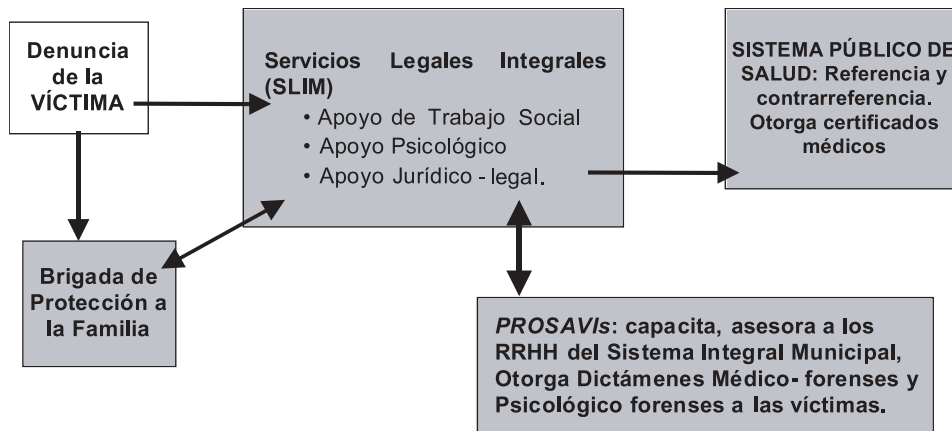 Denuncia
de la
VÍCTIMA
Servicios Legales Integrales
(SLIM)
• Apoyo de Trabajo Social
• Apoyo Psicológico
• Apoyo Jurídico - legal.
SISTEMA PÚBLICO DE
SALUD: Referencia y
contrarreferencia.
Otorga certificados
médicos
Brigada de
Protección a
la Familia
PROSAVIs: capacita, asesora a los
RRHH del Sistema Integral Municipal,
Otorga Dictámenes Médico- forenses y
Psicológico forenses a las víctimas.